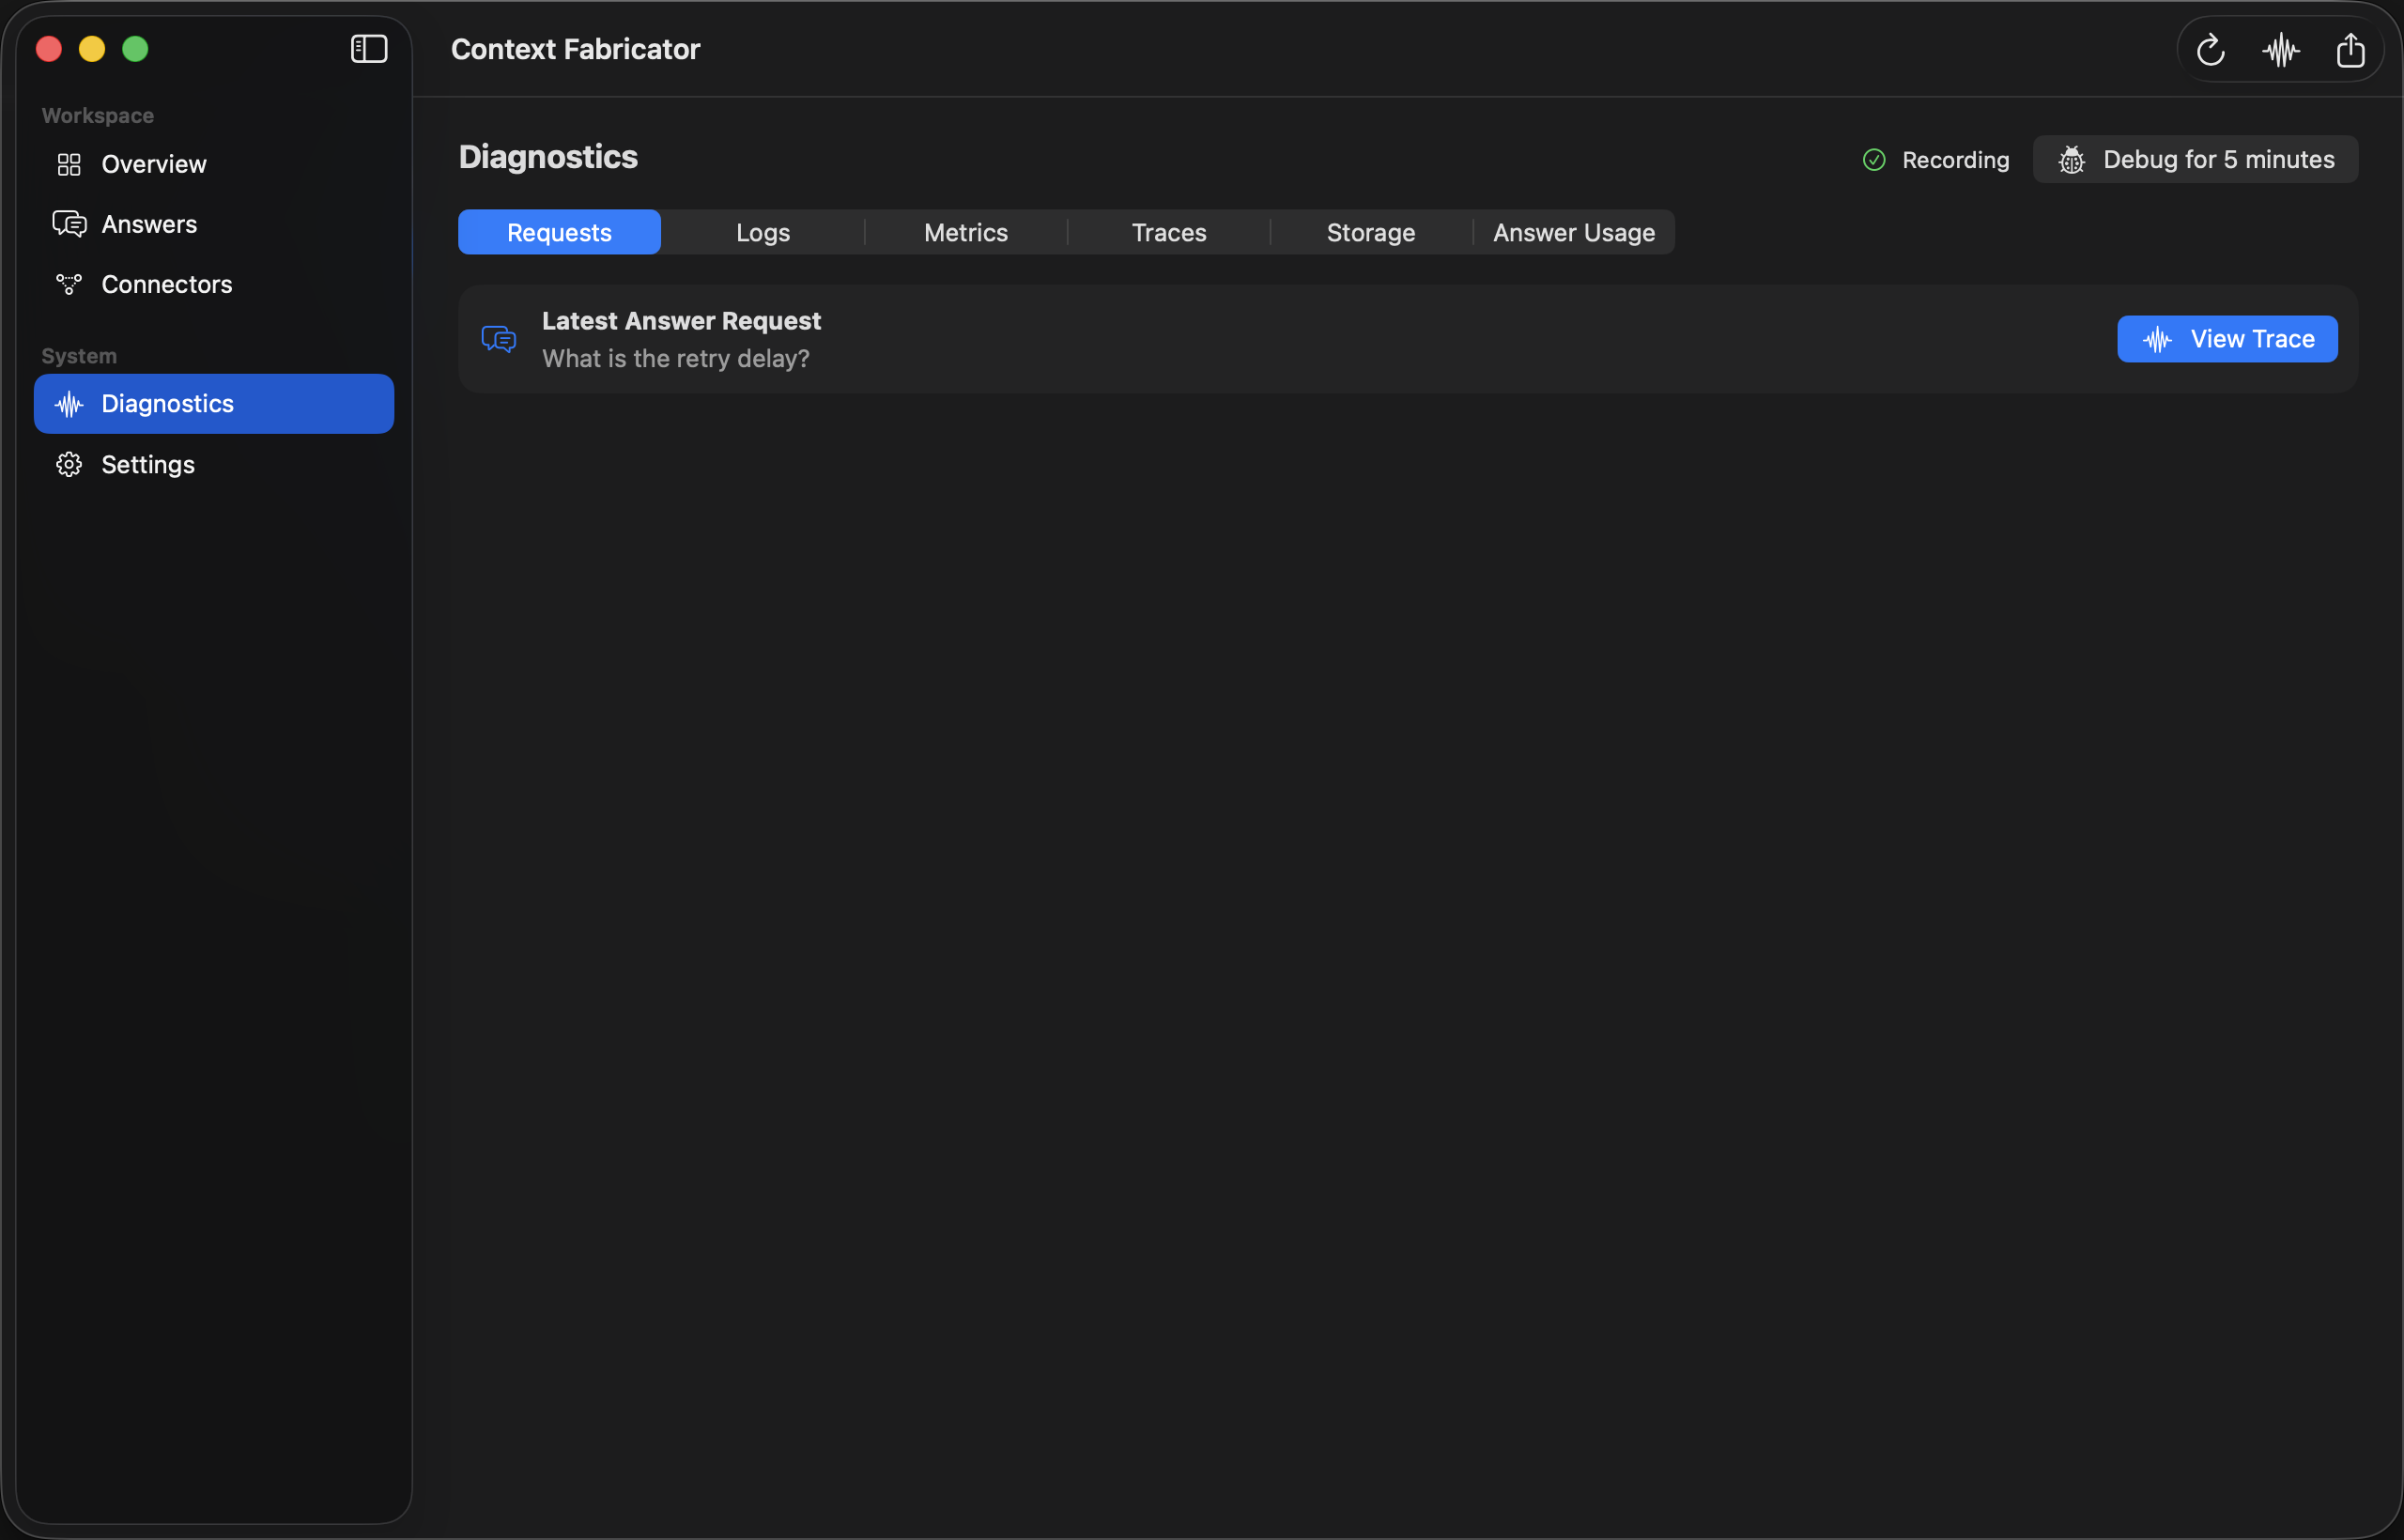 Context Fabricator
Workspace
Overview
Answers
Connectors
System
Diagnostics
Settings
Diagnostics
Recording
Debug for 5 minutes
Requests
Logs
Metrics
Traces
Storage
Answer Usage
Latest Answer Request
What is the retry delay?
View Trace